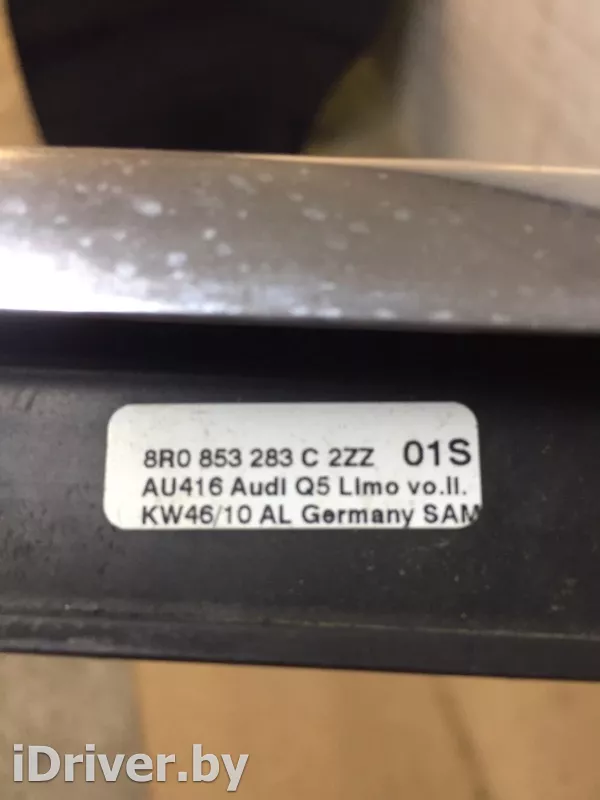 8R0 853 283 C 2ZZ 01S
AU416 Audi Q5 Limo vo.li.
KW46/10 AL Germany SAM
iDriver.by